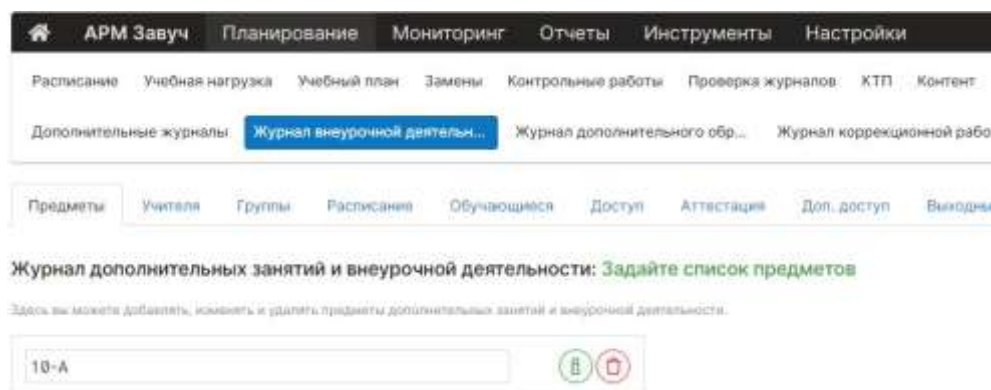 АРМ Завуч Планирование Мониторинг Отчеты Инструменты Настройки
Расписание Учебная нагрузка Учебный план Замены Контрольные работы Проверка журналов КТП Контент
Дополнительные журналы Журнал внеурочной деятельн... Журнал дополнительного обр... Журнал коррекционной рабо
Предметы Учителя Группы Расписание Обучающиеся Доступ Аттестация Доп. доступ Выходны
Журнал дополнительных занятий и внеурочной деятельности: Задайте список предметов
Здесь вы можете добавлять, изменять и удалять предметы дополнительных занятий и внеурочной деятельности.
10-А